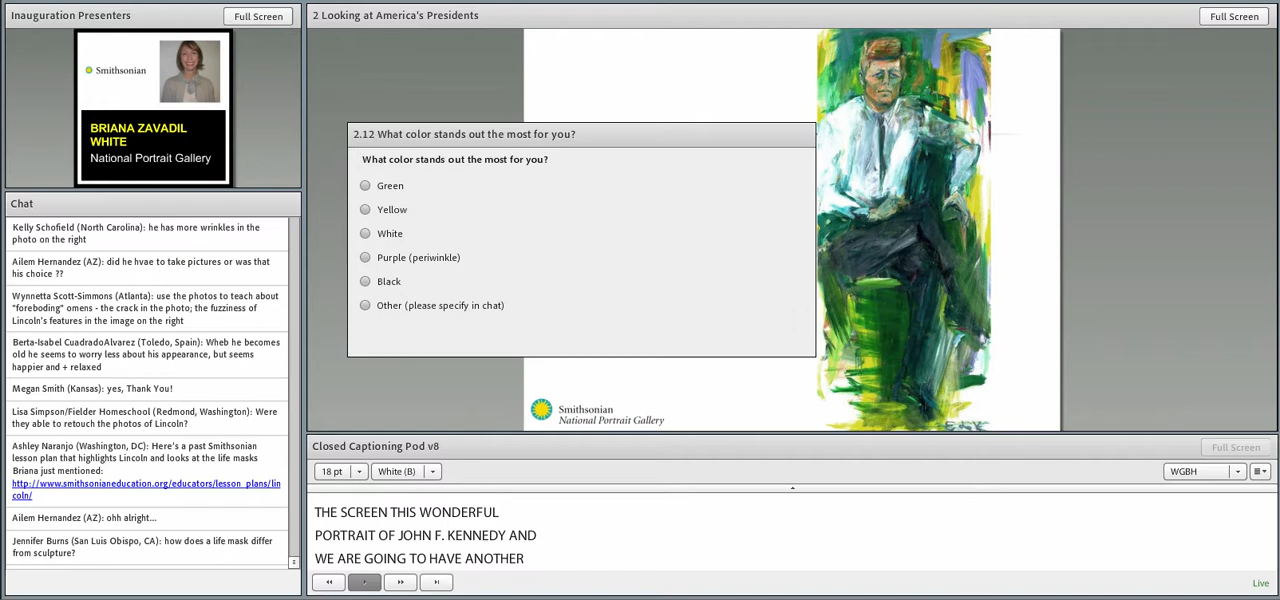 Inauguration Presenters
Full Screen
Smithsonian
BRIANA ZAVADIL
WHITE
National Portrait Gallery
Chat
Kelly Schofield (North Carolina): he has more wrinkles in the
photo on the right
Ailem Hernandez (AZ): did he hvae to take pictures or was that
his choice ??
Wynnetta Scott-Simmons (Atlanta): use the photos to teach about
"foreboding" omens - the crack in the photo; the fuzziness of
Lincoln's features in the image on the right
Berta-Isabel CuadradoAlvarez (Toledo, Spain): Wheb he becomes
old he seems to worry less about his appearance, but seems
happier and + relaxed
Megan Smith (Kansas): yes, Thank You!
Lisa Simpson/Fielder Homeschool (Redmond, Washington): Were
they able to retouch the photos of Lincoln?
Ashley Naranjo (Washington, DC): Here's a past Smithsonian
lesson plan that highlights Lincoln and looks at the life masks
Briana just mentioned:
http://www.smithsonianeducation.org/educators/lesson_plans/lin
coln/
Ailem Hernandez (AZ): ohh alright...
Jennifer Burns (San Luis Obispo, CA): how does a life mask differ
from sculpture?
2 Looking at America's Presidents
Full Screen
2.12 What color stands out the most for you?
What color stands out the most for you?
Green
Yellow
White
Purple (periwinkle)
Black
Other (please specify in chat)
Smithsonian
National Portrait Gallery
Closed Captioning Pod v8
Full Screen
18 pt
White (B)
WGBH
THE SCREEN THIS WONDERFUL
PORTRAIT OF JOHN F. KENNEDY AND
WE ARE GOING TO HAVE ANOTHER
Live